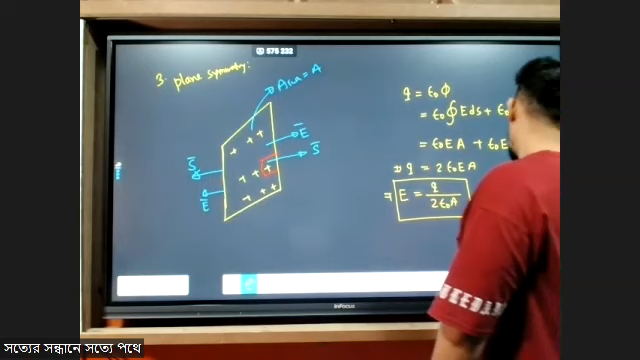 575 232
3. plane symmetry:
Area = A
E
S
S
E
q = ε₀ϕ
= ε₀∮Eds + ε₀
= ε₀EA + ε₀E
⇒ q = 2ε₀EA
⇒ E = q / 2ε₀A
InFocus
সত্যের সন্ধানে সত্যে পথে